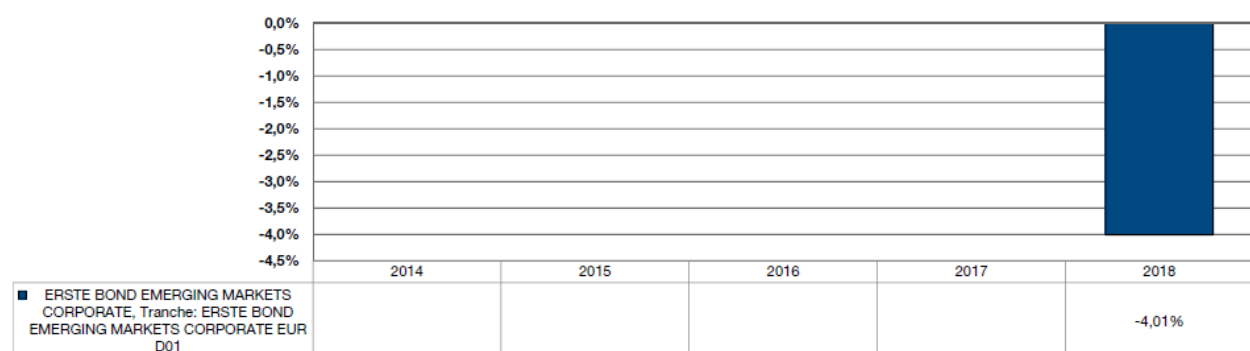 0,0%
-0,5%
-1,0%
-1,5%
-2,0%
-2,5%
-3,0%
-3,5%
-4,0%
-4,5%
2014 2015 2016 2017 2018
ERSTE BOND EMERGING MARKETS
CORPORATE, Tranche: ERSTE BOND
EMERGING MARKETS CORPORATE EUR
D01
-4,01%